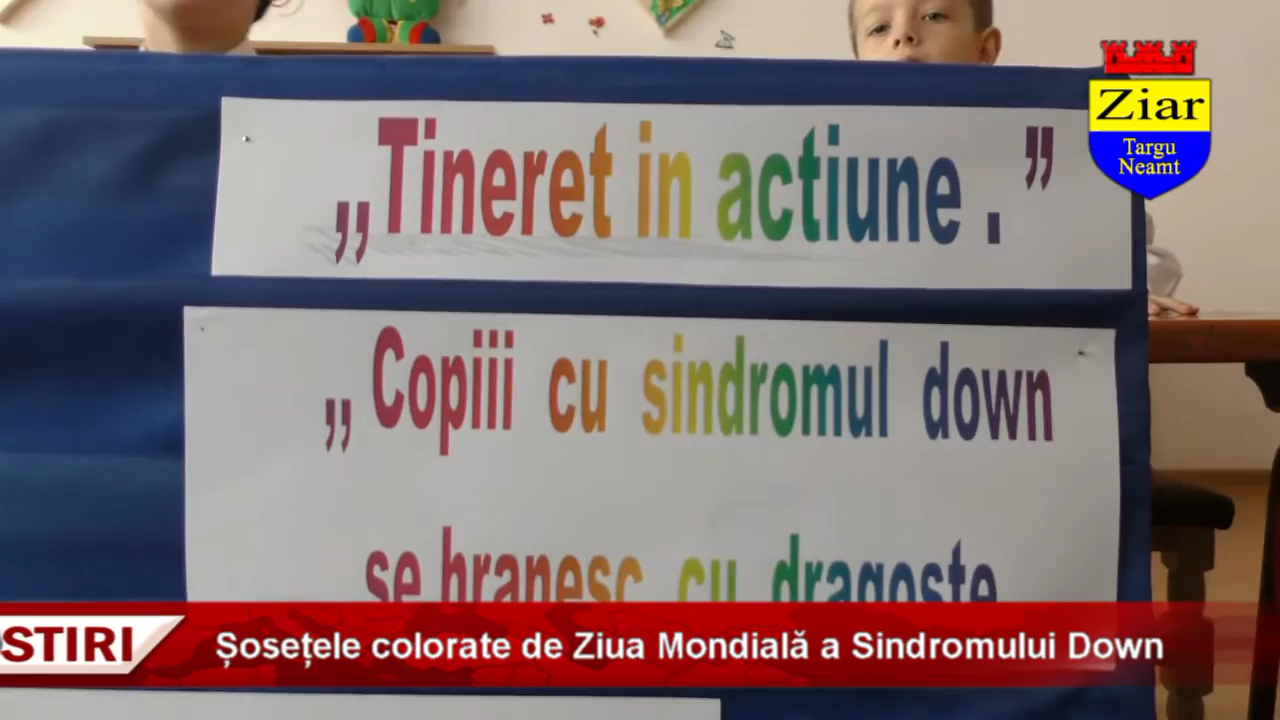 „Tineret in actiune . ”
Ziar
Targu
Neamt
„ Copiii cu sindromul down
se hranesc cu dragoste
STIRI
Șosețele colorate de Ziua Mondială a Sindromului Down